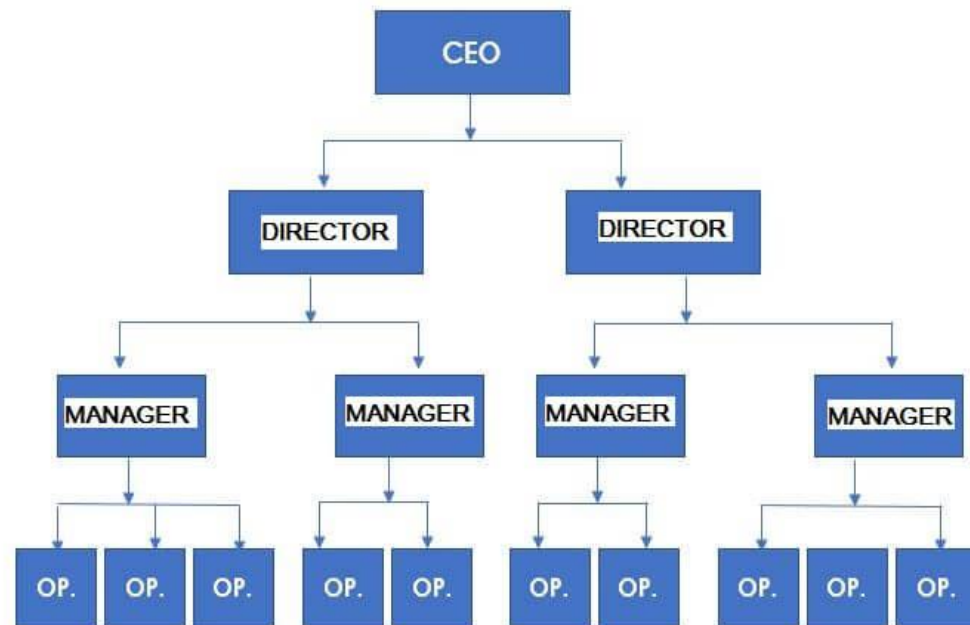 CEO
DIRECTOR DIRECTOR
MANAGER MANAGER MANAGER MANAGER
OP. OP. OP. OP. OP. OP. OP. OP. OP. OP.